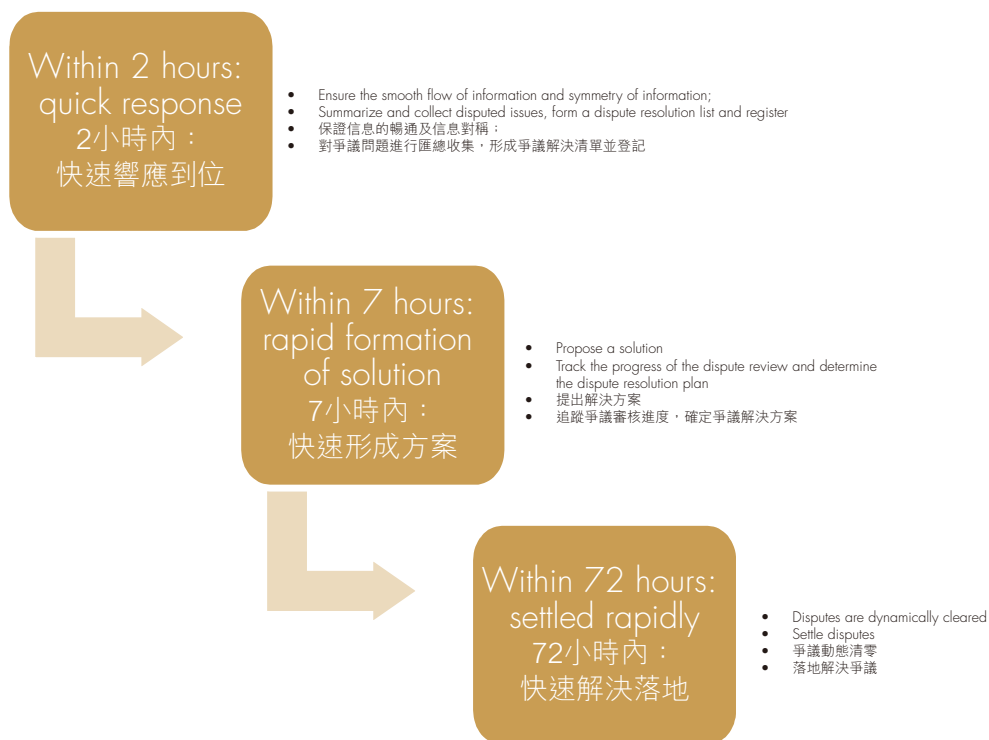 Within 2 hours:
quick response
2小時內：
快速響應到位
• Ensure the smooth flow of information and symmetry of information;
• Summarize and collect disputed issues, form a dispute resolution list and register
• 保證信息的暢通及信息對稱；
• 對爭議問題進行匯總收集，形成爭議解決清單並登記
Within 7 hours:
rapid formation
of solution
7小時內：
快速形成方案
• Propose a solution
• Track the progress of the dispute review and determine
the dispute resolution plan
• 提出解決方案
• 追蹤爭議審核進度，確定爭議解決方案
Within 72 hours:
settled rapidly
72小時內：
快速解決落地
• Disputes are dynamically cleared
• Settle disputes
• 爭議動態清零
• 落地解決爭議